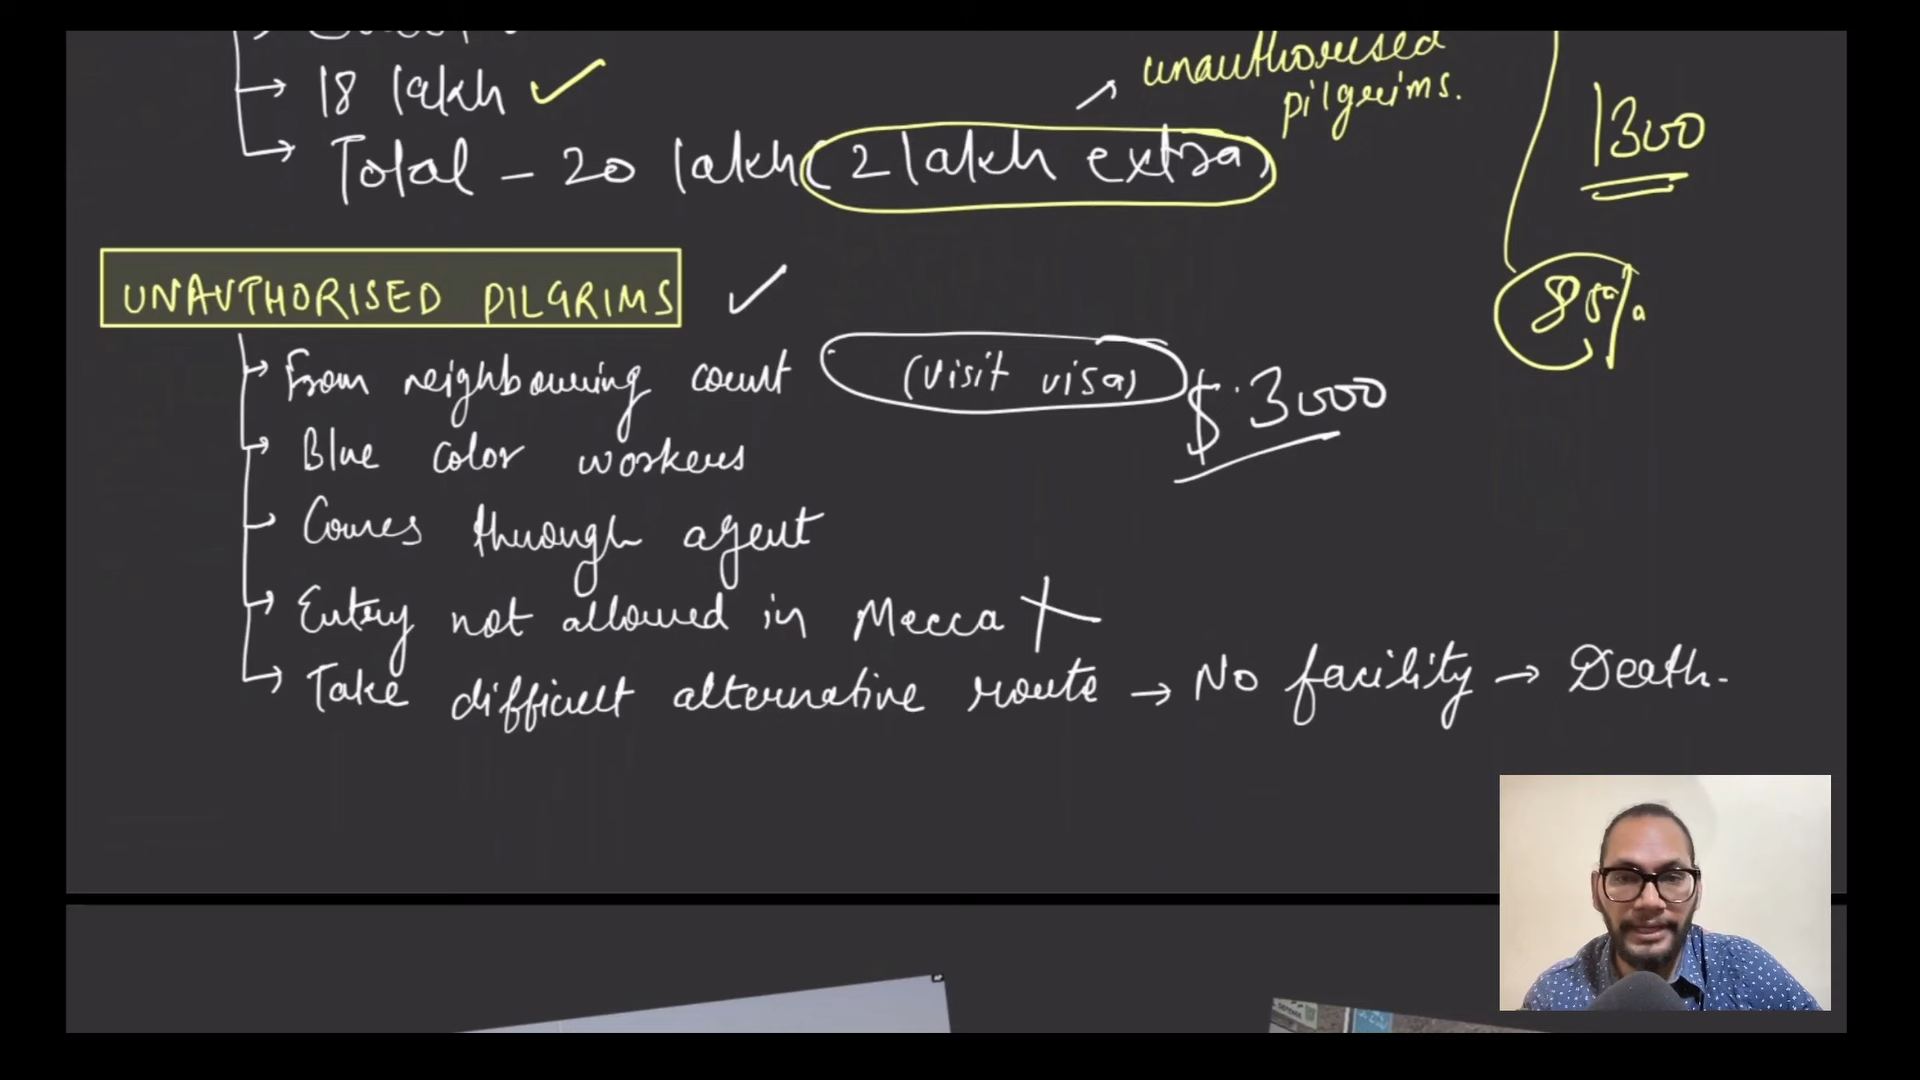 18 lakh
Total - 20 lakh (2 lakh extra)
unauthorised
pilgrims.
1300
85%
UNAUTHORISED PILGRIMS
From neighbouring count (visit visa)
$ 3000
Blue color workers
Comes through agent
Entry not allowed in Mecca
Take difficult alternative route → No facility → Death.